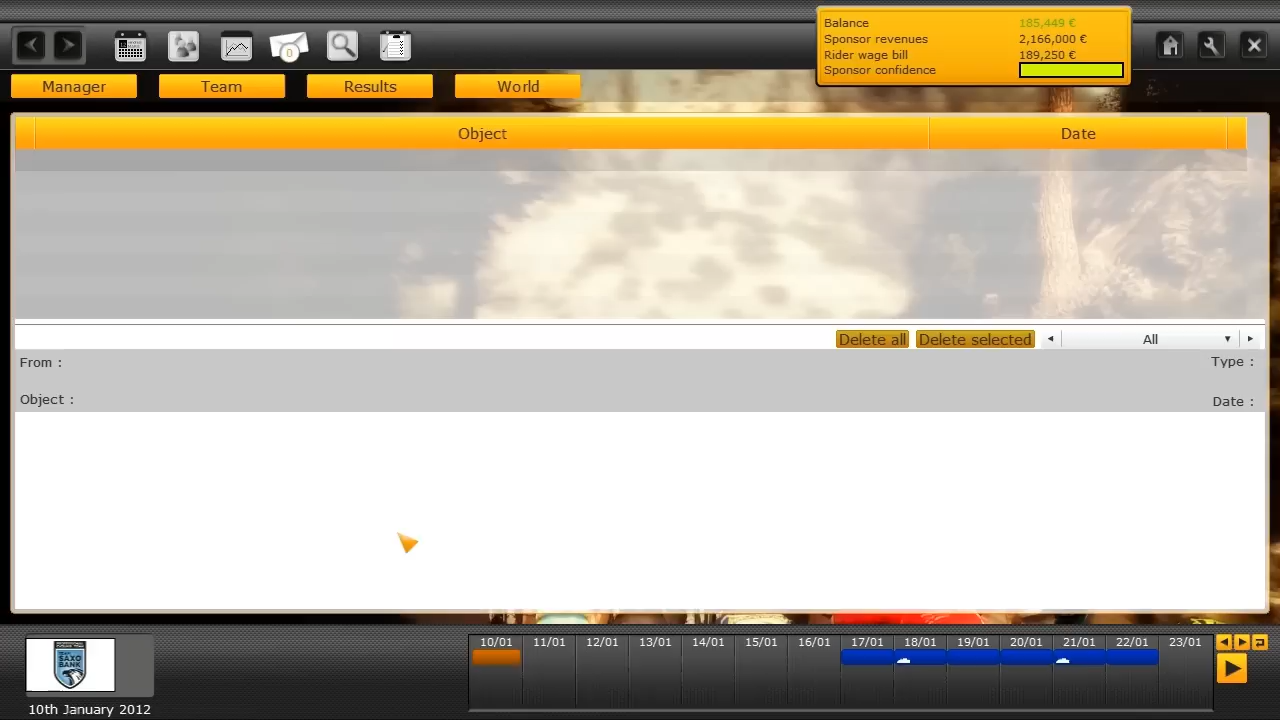 Balance 185,449 €
Sponsor revenues 2,166,000 €
Rider wage bill 189,250 €
Sponsor confidence
0
Manager Team Results World
Object Date
Delete all Delete selected All
From : Type :
Object : Date :
10/01 11/01 12/01 13/01 14/01 15/01 16/01 17/01 18/01 19/01 20/01 21/01 22/01 23/01
SAXO
BANK
10th January 2012